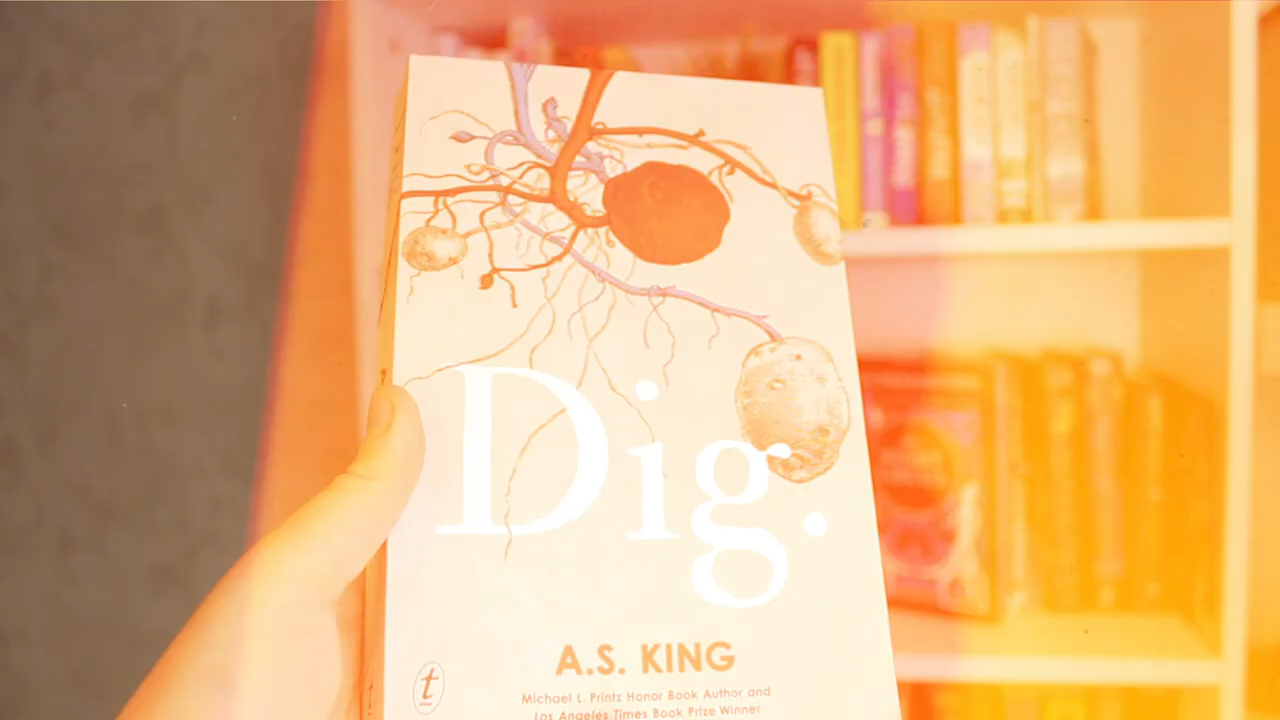 Dig.
A.S. KING
Michael L. Printz Honor Book Author and
Los Angeles Times Book Prize Winner
t
t